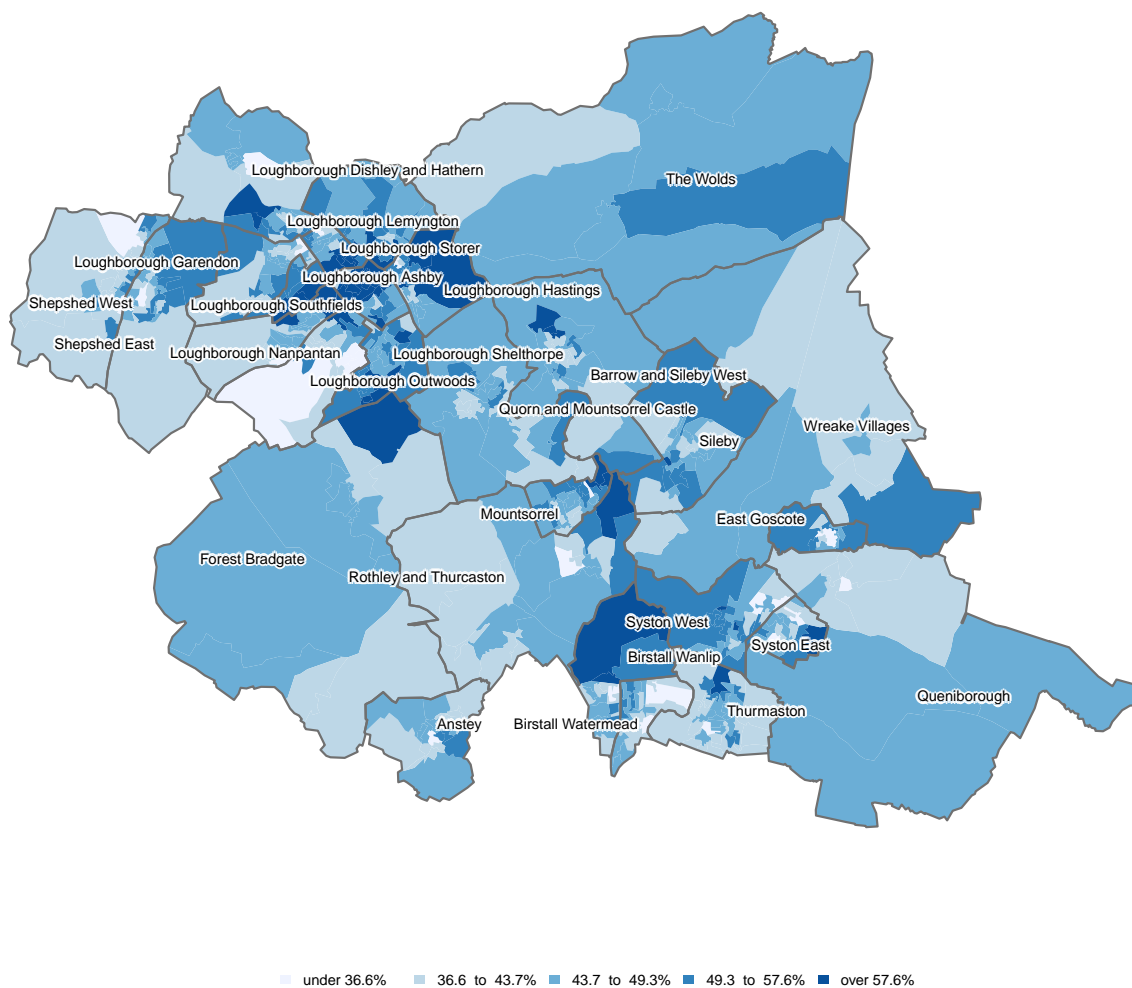 Loughborough Dishley and Hathern
The Wolds
Loughborough Lemyngton
Loughborough Storer
Loughborough Garendon
Loughborough Ashby
Loughborough Hastings
Shepshed West
Loughborough Southfields
Shepshed East
Loughborough Nanpantan
Loughborough Shelthorpe
Barrow and Sileby West
Loughborough Outwoods
Quorn and Mountsorrel Castle
Wreake Villages
Sileby
Mountsorrel
East Goscote
Forest Bradgate
Rothley and Thurcaston
Syston West
Syston East
Birstall Wanlip
Queniborough
Thurmaston
Anstey
Birstall Watermead
under 36.6%
36.6 to 43.7%
43.7 to 49.3%
49.3 to 57.6%
over 57.6%